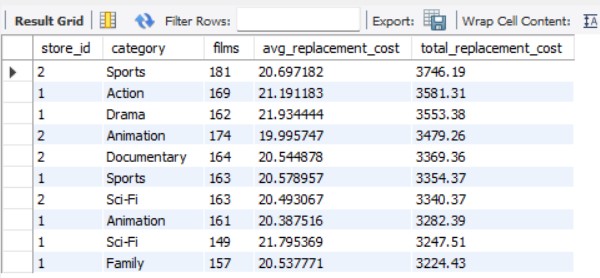 Result Grid Filter Rows: Export: Wrap Cell Content: IA
store_id category films avg_replacement_cost total_replacement_cost
2 Sports 181 20.697182 3746.19
1 Action 169 21.191183 3581.31
1 Drama 162 21.934444 3553.38
2 Animation 174 19.995747 3479.26
2 Documentary 164 20.544878 3369.36
1 Sports 163 20.578957 3354.37
2 Sci-Fi 163 20.493067 3340.37
1 Animation 161 20.387516 3282.39
1 Sci-Fi 149 21.795369 3247.51
1 Family 157 20.537771 3224.43